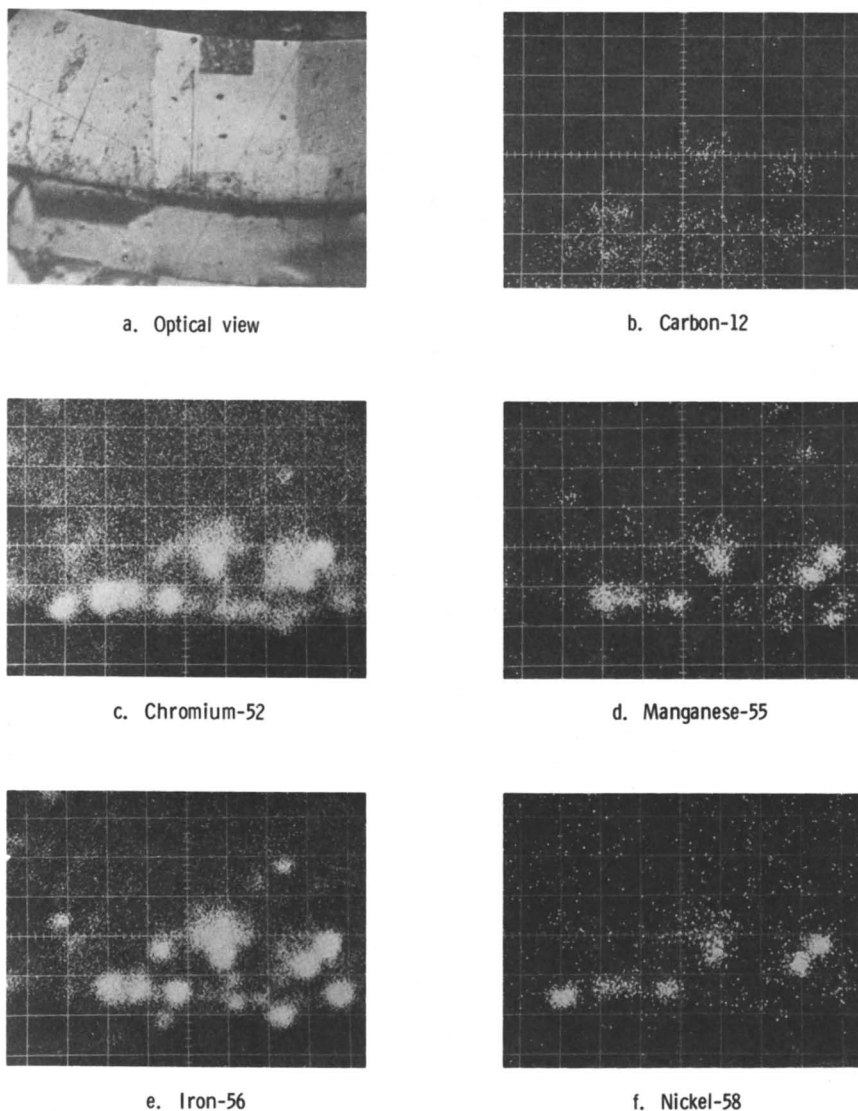 a. Optical view
b. Carbon-12
c. Chromium-52
d. Manganese-55
e. Iron-56
f. Nickel-58